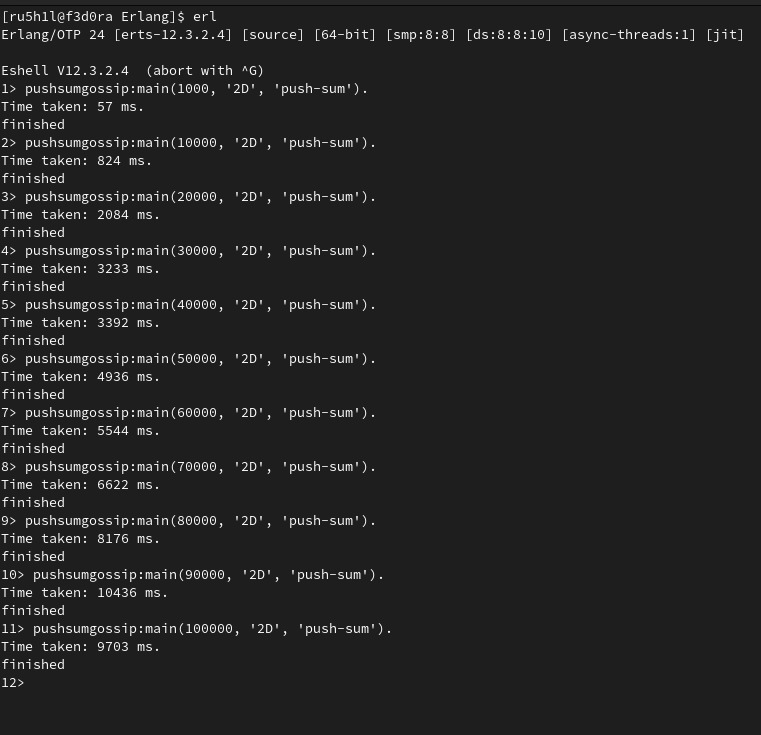 [ru5h1l@f3d0ra Erlang]$ erl
Erlang/OTP 24 [erts-12.3.2.4] [source] [64-bit] [smp:8:8] [ds:8:8:10] [async-threads:1] [jit]
Eshell V12.3.2.4  (abort with ^G)
1> pushsumgossip:main(1000, '2D', 'push-sum').
Time taken: 57 ms.
finished
2> pushsumgossip:main(10000, '2D', 'push-sum').
Time taken: 824 ms.
finished
3> pushsumgossip:main(20000, '2D', 'push-sum').
Time taken: 2084 ms.
finished
4> pushsumgossip:main(30000, '2D', 'push-sum').
Time taken: 3233 ms.
finished
5> pushsumgossip:main(40000, '2D', 'push-sum').
Time taken: 3392 ms.
finished
6> pushsumgossip:main(50000, '2D', 'push-sum').
Time taken: 4936 ms.
finished
7> pushsumgossip:main(60000, '2D', 'push-sum').
Time taken: 5544 ms.
finished
8> pushsumgossip:main(70000, '2D', 'push-sum').
Time taken: 6622 ms.
finished
9> pushsumgossip:main(80000, '2D', 'push-sum').
Time taken: 8176 ms.
finished
10> pushsumgossip:main(90000, '2D', 'push-sum').
Time taken: 10436 ms.
finished
11> pushsumgossip:main(100000, '2D', 'push-sum').
Time taken: 9703 ms.
finished
12>